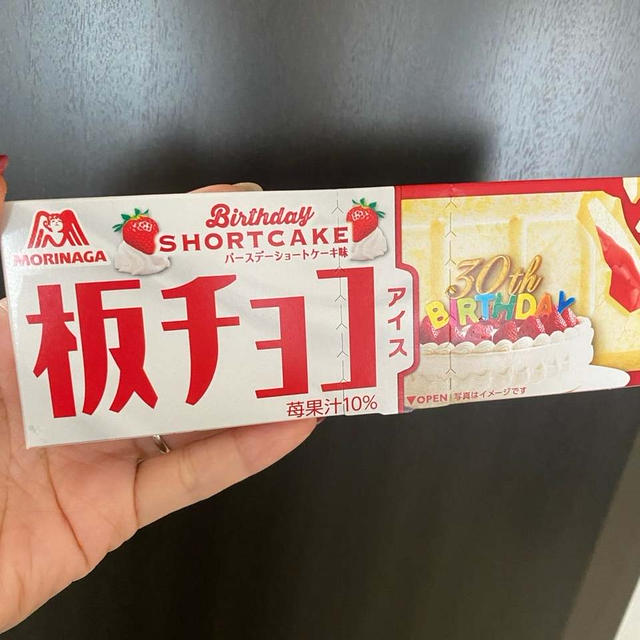 MORINAGA
Birthday
SHORTCAKE
バースデーショートケーキ味
板チョコ
アイス
苺果汁10%
30th
BIRTHDAY
▼OPEN 写真はイメージです